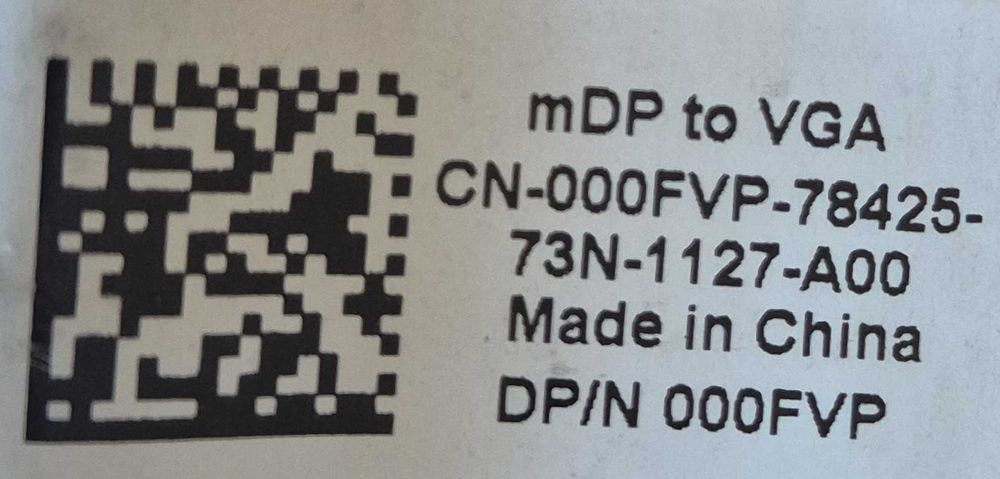 mDP to VGA
CN-000FVP-78425-
73N-1127-A00
Made in China
DP/N 000FVP